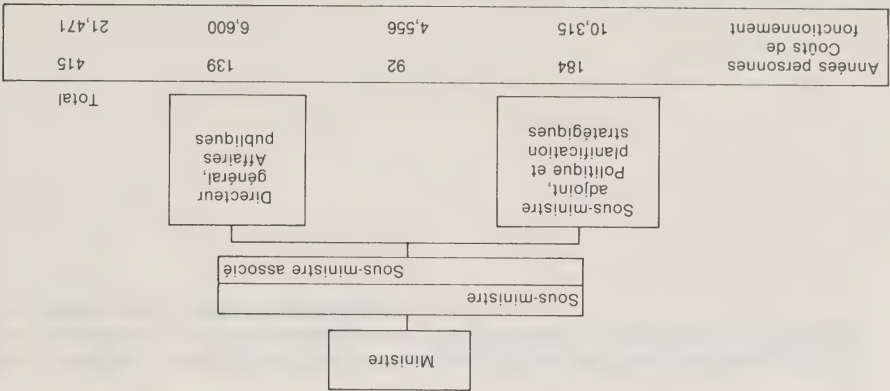 Ministre
Sous-ministre
Sous-ministre associé
Sous-ministre
adjoint,
Politique et
planification
stratégiques
Directeur
général,
Affaires
publiques
Total
Années personnes 184 92 139 415
Coûts de
fonctionnement 10,315 4,556 6,600 21,471